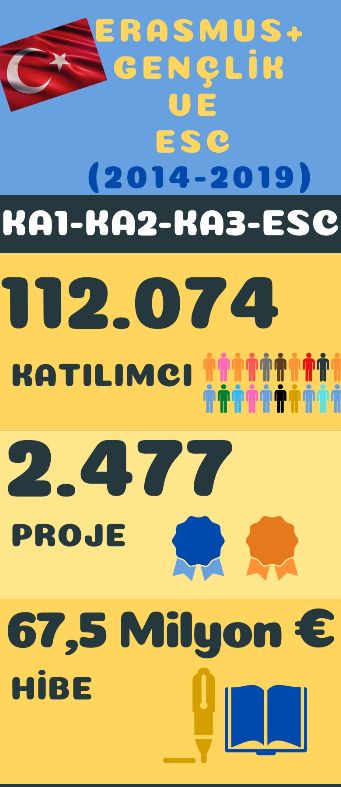 ERASMUS+
GENÇLİK
VE
ESC
(2014-2019)
KA1-KA2-KA3-ESC
112.074
KATILIMCI
2.477
PROJE
67,5 Milyon €
HİBE